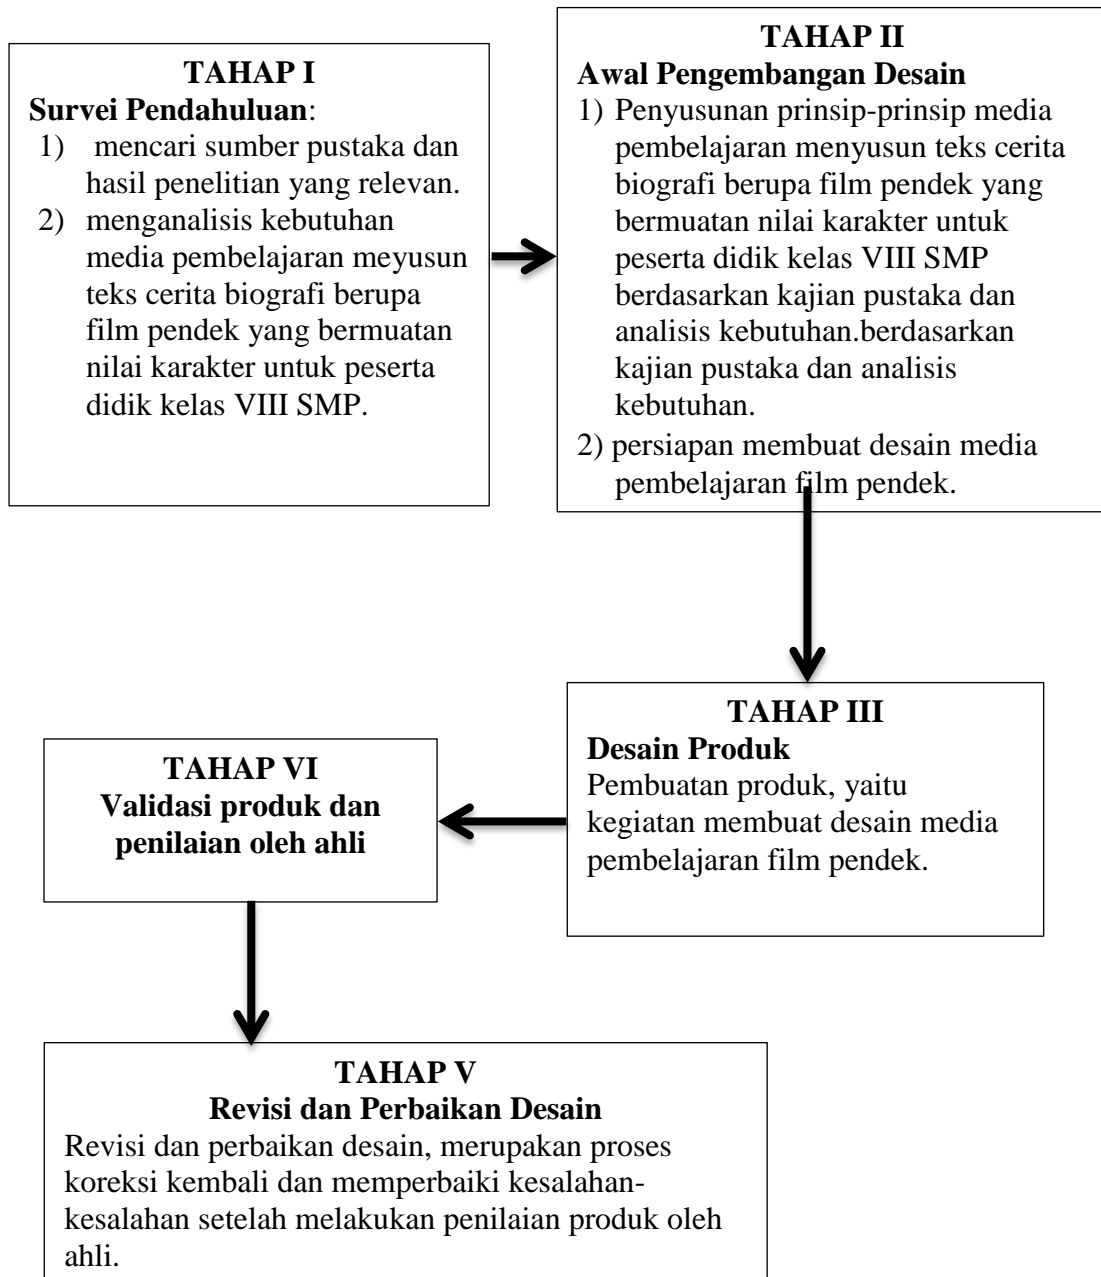 TAHAP I
Survei Pendahuluan:
1) mencari sumber pustaka dan
hasil penelitian yang relevan.
2) menganalisis kebutuhan
media pembelajaran meyusun
teks cerita biografi berupa
film pendek yang bermuatan
nilai karakter untuk peserta
didik kelas VIII SMP.
TAHAP II
Awal Pengembangan Desain
1) Penyusunan prinsip-prinsip media
pembelajaran menyusun teks cerita
biografi berupa film pendek yang
bermuatan nilai karakter untuk
peserta didik kelas VIII SMP
berdasarkan kajian pustaka dan
analisis kebutuhan.berdasarkan
kajian pustaka dan analisis
kebutuhan.
2) persiapan membuat desain media
pembelajaran film pendek.
TAHAP III
Desain Produk
Pembuatan produk, yaitu
kegiatan membuat desain media
pembelajaran film pendek.
TAHAP VI
Validasi produk dan
penilaian oleh ahli
TAHAP V
Revisi dan Perbaikan Desain
Revisi dan perbaikan desain, merupakan proses
koreksi kembali dan memperbaiki kesalahan-
kesalahan setelah melakukan penilaian produk oleh
ahli.